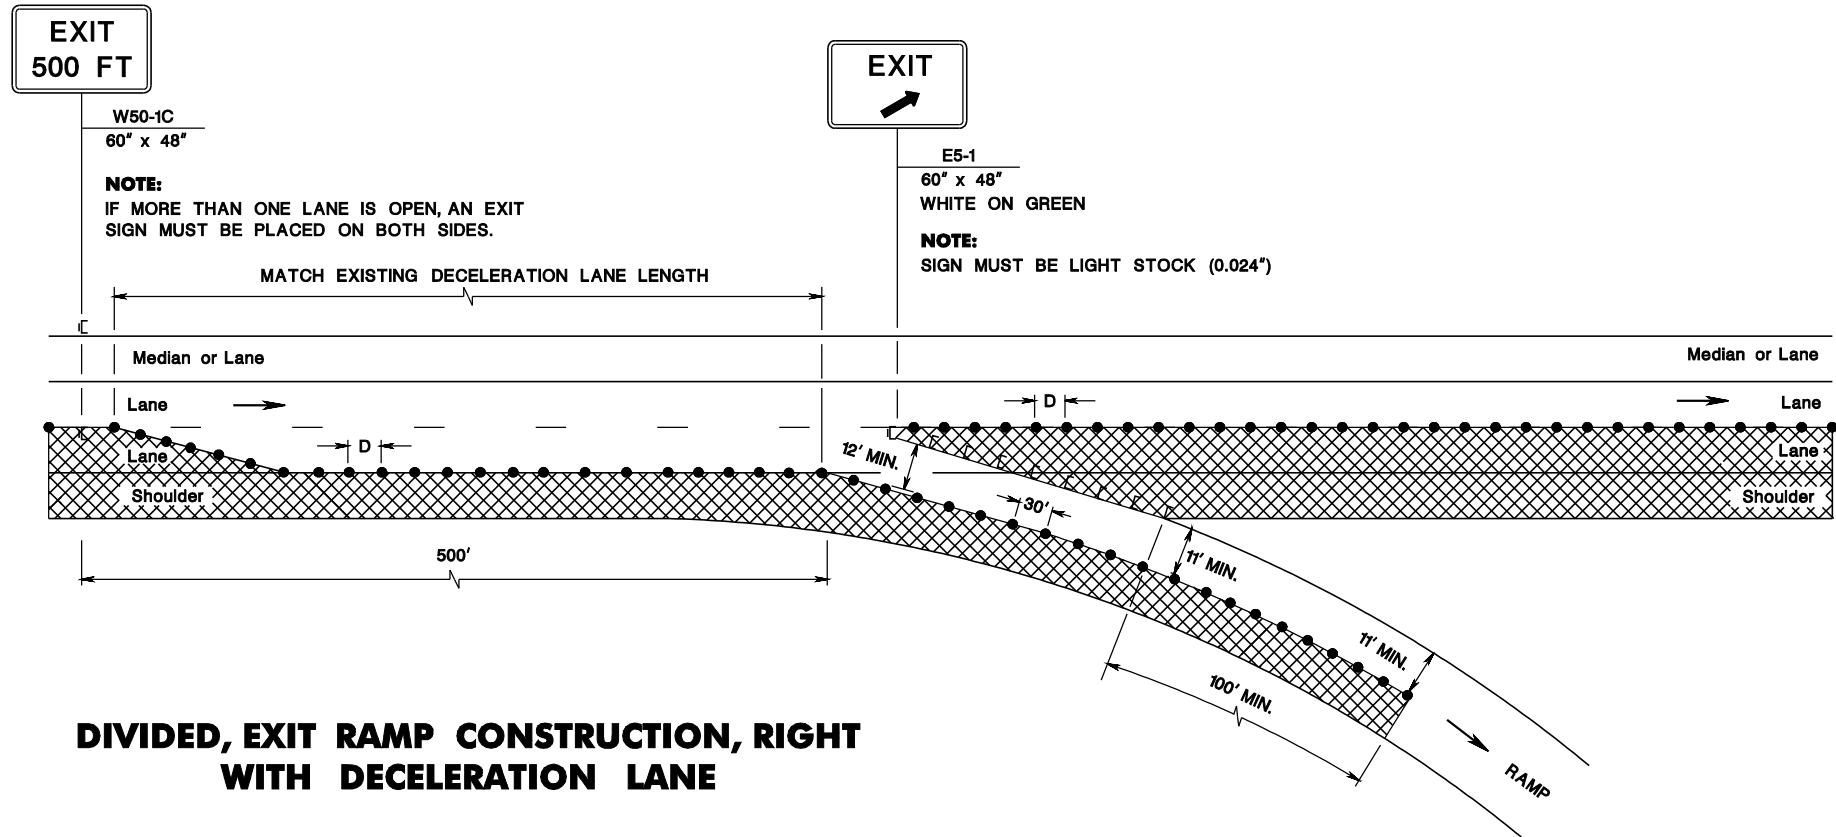 EXIT
500 FT
W50-1C
60" x 48"
NOTE:
IF MORE THAN ONE LANE IS OPEN, AN EXIT
SIGN MUST BE PLACED ON BOTH SIDES.
MATCH EXISTING DECELERATION LANE LENGTH
EXIT
E5-1
60" x 48"
WHITE ON GREEN
NOTE:
SIGN MUST BE LIGHT STOCK (0.024")
Median or Lane
Median or Lane
Lane
D
Lane
D
Lane
12' MIN.
Lane
Shoulder
30'
Shoulder
500'
11' MIN.
11' MIN.
100' MIN.
RAMP
DIVIDED, EXIT RAMP CONSTRUCTION, RIGHT
WITH DECELERATION LANE